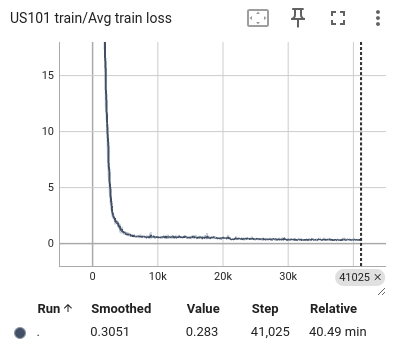 US101 train/Avg train loss
15
10
5
0
0 10k 20k 30k
41025 ×
Run ↑ Smoothed Value Step Relative
. 0.3051 0.283 41,025 40.49 min